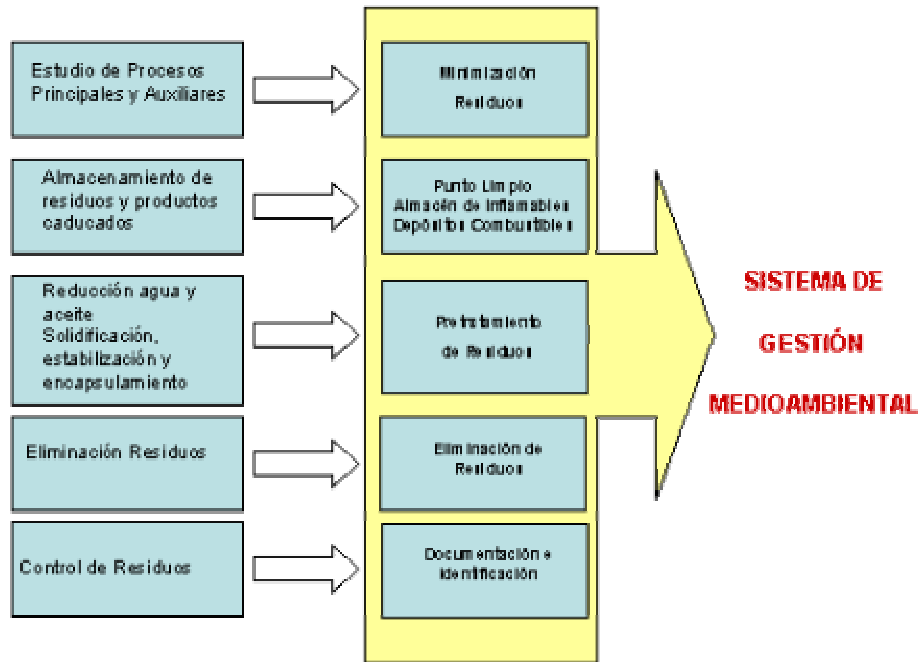 Estudio de Procesos
Principales y Auxiliares
Minimización
Residuos
Almacenamiento de
residuos y productos
caducados
Punto Limpio
Almacén de Inflamables
Depósitos Combustibles
Reducción agua y
aceite
Solidificación,
estabilización y
encapsulamiento
Pretratamiento
de Residuos
Eliminación Residuos
Eliminación de
Residuos
Control de Residuos
Documentación e
Identificación
SISTEMA DE
GESTIÓN
MEDIOAMBIENTAL